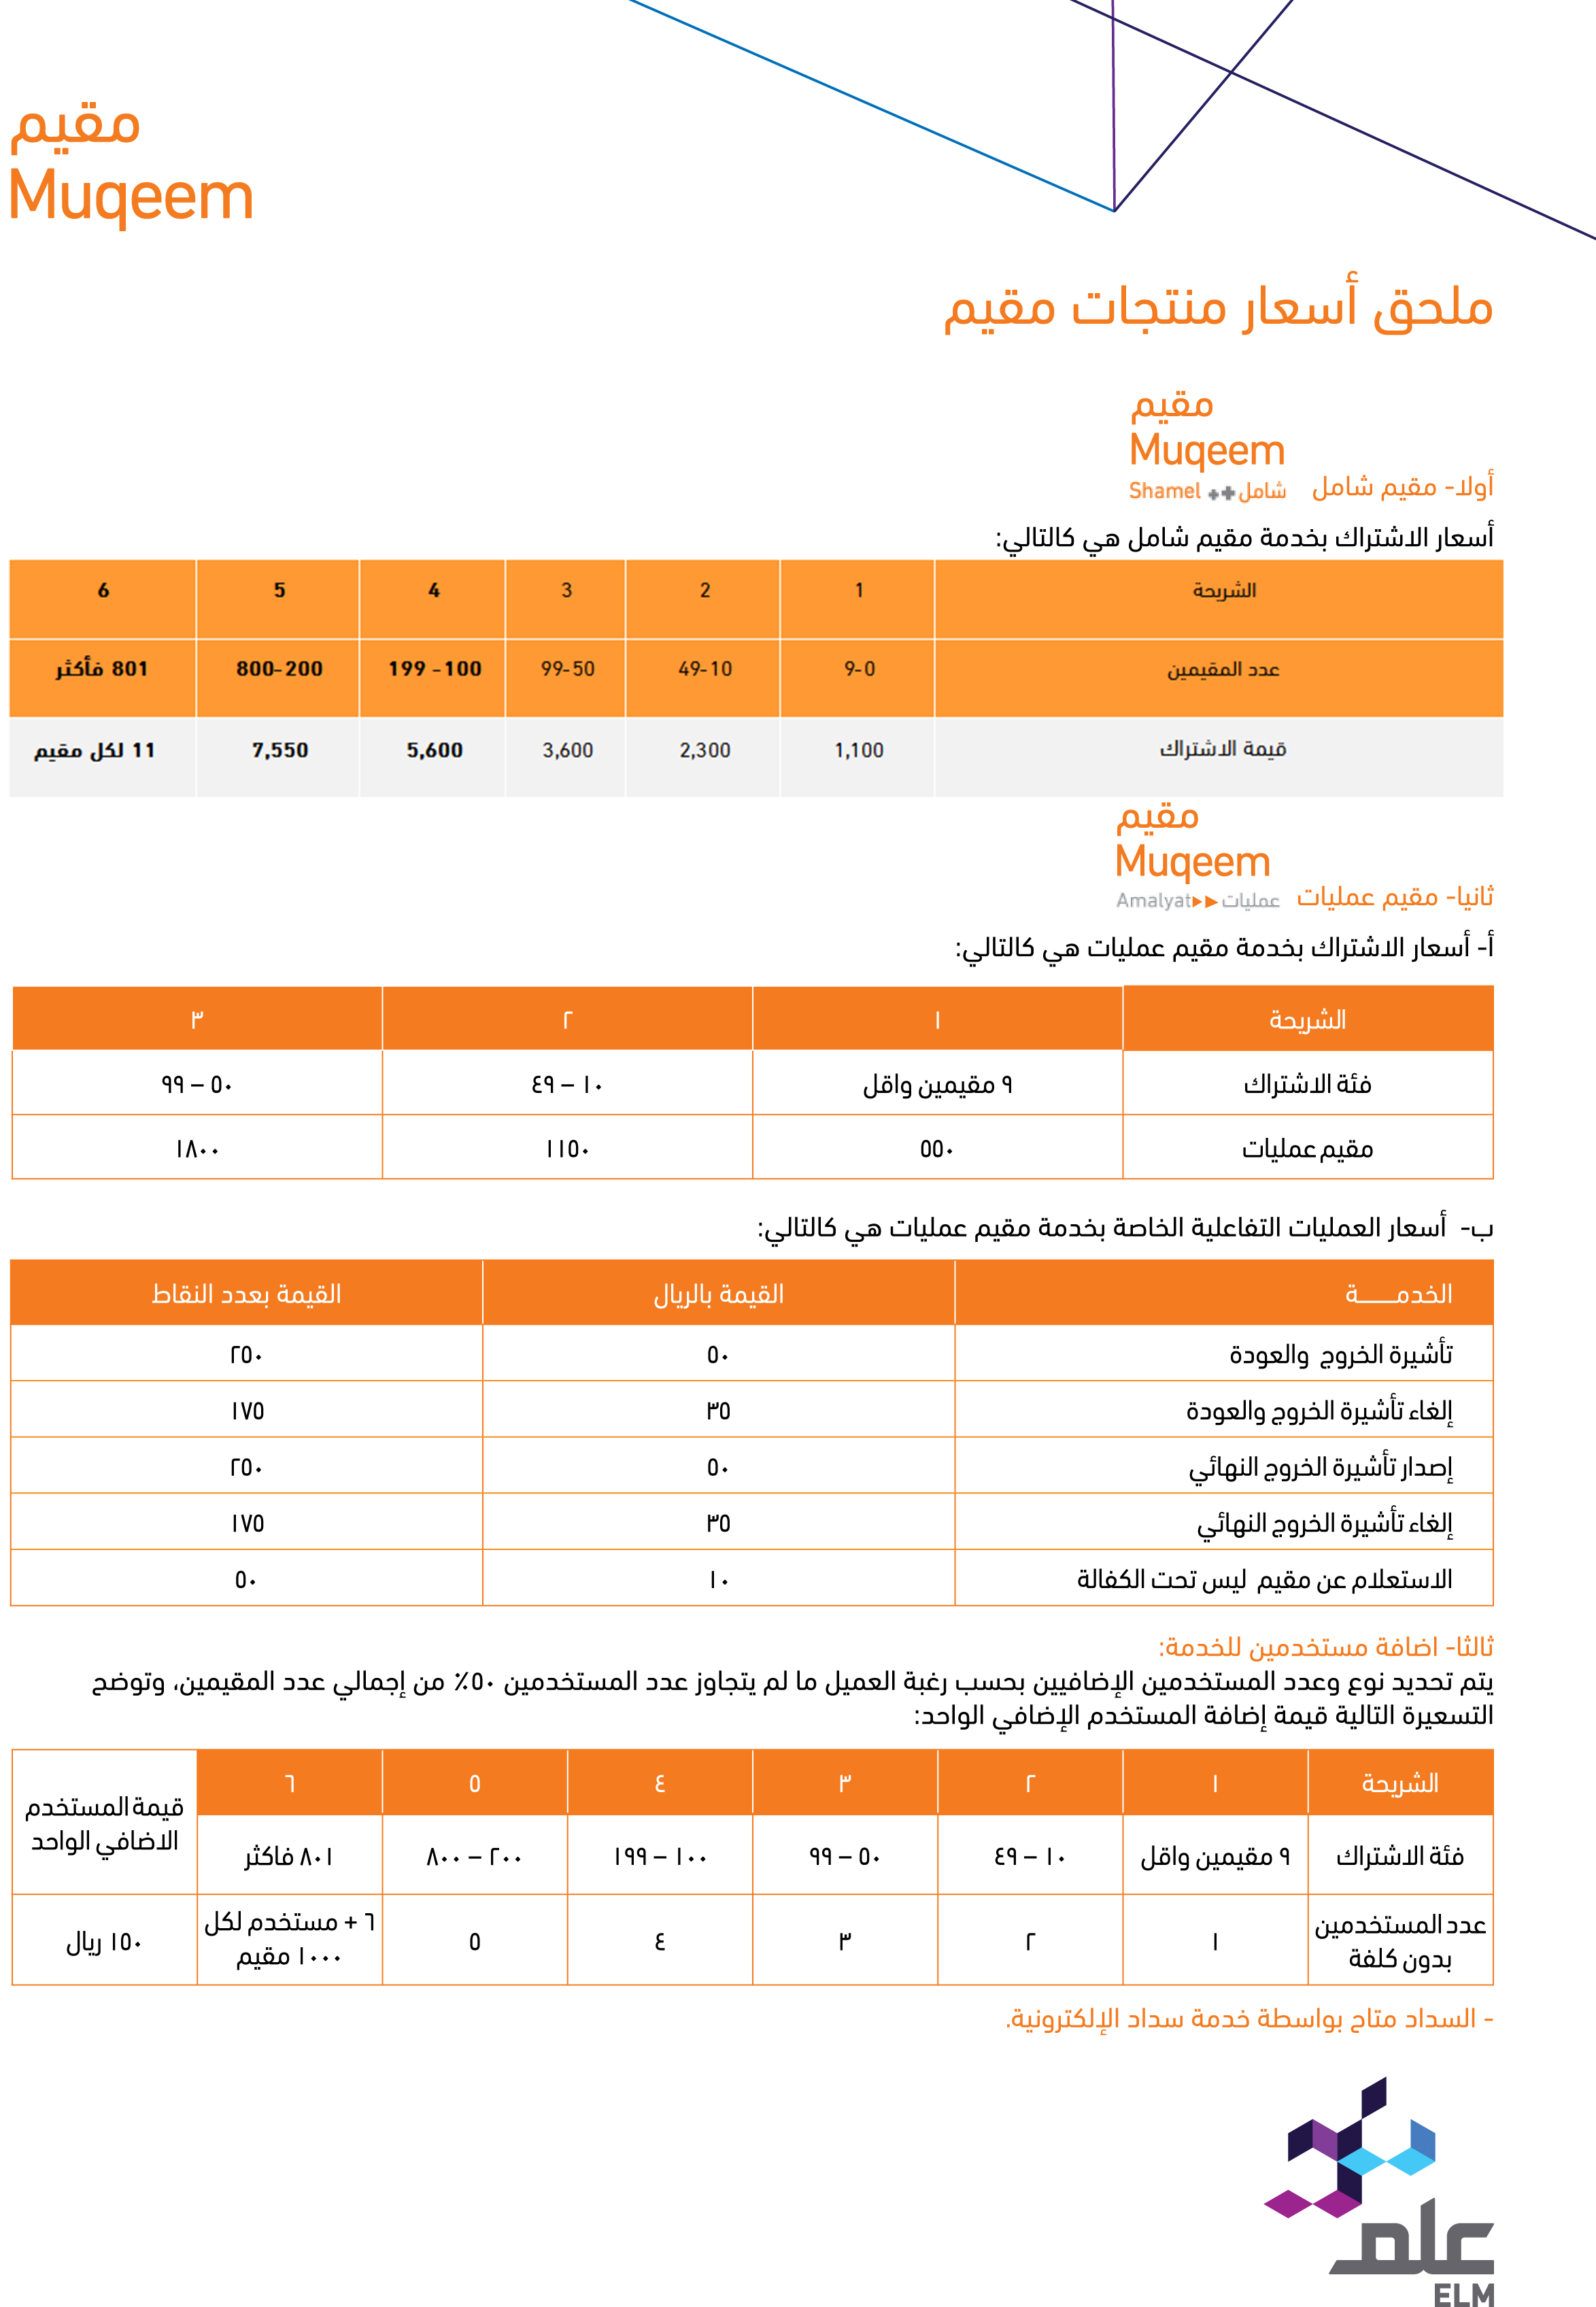 مقيم
Muqeem
ملحق أسعار منتجات مقيم
مقيم
Muqeem
Shamel شامل
أولا- مقيم شامل
أسعار الاشتراك بخدمة مقيم شامل هي كالتالي:
الشريحة 1 2 3 4 5 6
عدد المقيمين 0-9 10-49 50-99 100- 199 200-800 801 فأكثر
قيمة الاشتراك 1,100 2,300 3,600 5,600 7,550 11 لكل مقيم
مقيم
Muqeem
Amalyat عمليات
ثانيا- مقيم عمليات
أ- أسعار الاشتراك بخدمة مقيم عمليات هي كالتالي:
الشريحة ١ ٢ ٣
فئة الاشتراك ٩ مقيمين واقل ١٠ – ٤٩ ٥٠ – ٩٩
مقيم عمليات ٥٥٠ ١١٥٠ ١٨٠٠
ب- أسعار العمليات التفاعلية الخاصة بخدمة مقيم عمليات هي كالتالي:
الخدمـــــة القيمة بالريال القيمة بعدد النقاط
تأشيرة الخروج والعودة ٥٠ ٢٥٠
إلغاء تأشيرة الخروج والعودة ٣٥ ١٧٥
إصدار تأشيرة الخروج النهائي ٥٠ ٢٥٠
إلغاء تأشيرة الخروج النهائي ٣٥ ١٧٥
الاستعلام عن مقيم ليس تحت الكفالة ١٠ ٥٠
ثالثا- اضافة مستخدمين للخدمة:
يتم تحديد نوع وعدد المستخدمين الإضافيين بحسب رغبة العميل ما لم يتجاوز عدد المستخدمين ٥٠٪ من إجمالي عدد المقيمين، وتوضح
التسعيرة التالية قيمة إضافة المستخدم الإضافي الواحد:
الشريحة ١ ٢ ٣ ٤ ٥ ٦ قيمة المستخدم
الاضافي الواحد
فئة الاشتراك ٩ مقيمين واقل ١٠ – ٤٩ ٥٠ – ٩٩ ١٠٠ – ١٩٩ ٢٠٠ – ٨٠٠ ٨٠١ فاكثر
عدد المستخدمين
بدون كلفة ١ ٢ ٣ ٤ ٥ ٦ + مستخدم لكل
١٠٠٠ مقيم ١٥٠ ريال
- السداد متاح بواسطة خدمة سداد الإلكترونية.
علم
ELM